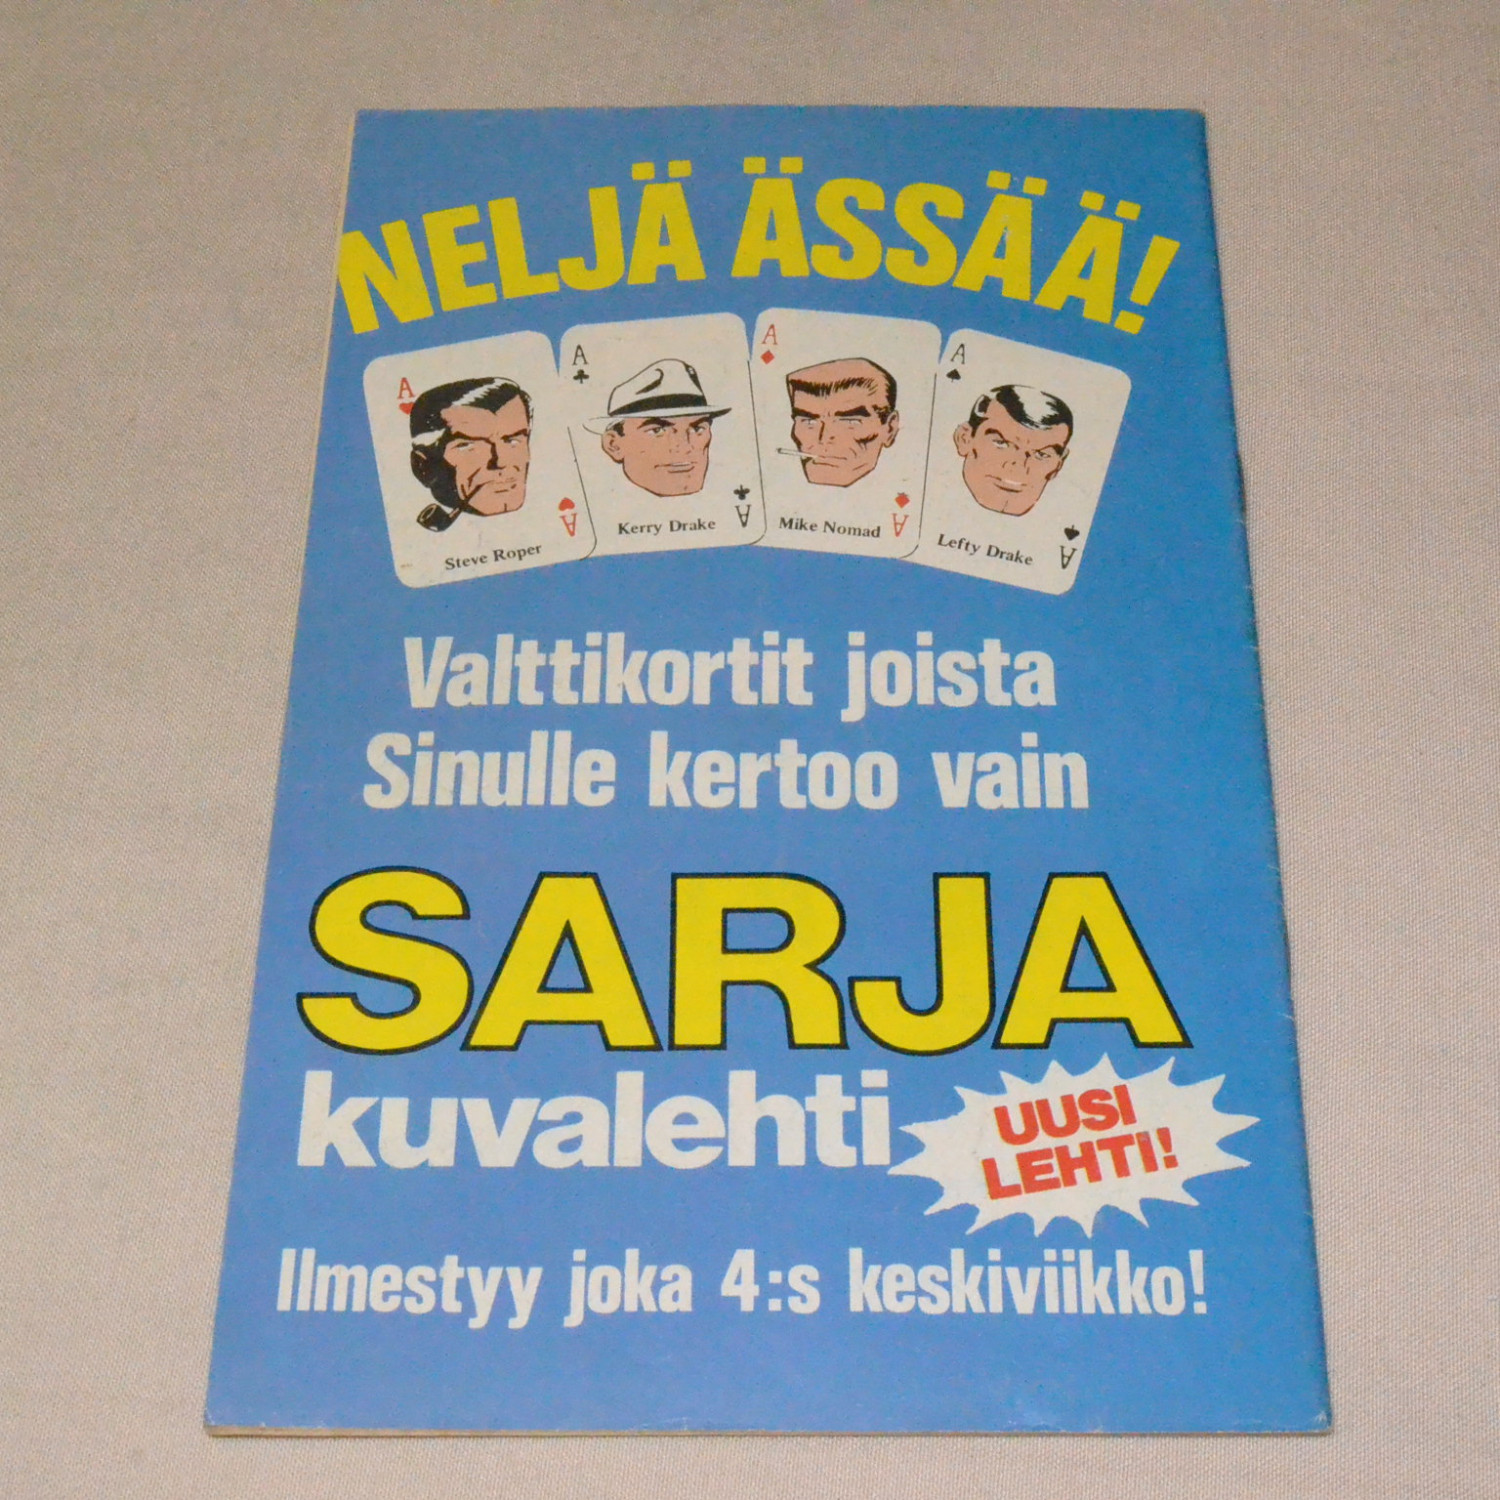 NELJÄ ÄSSÄÄ!
A
A
Steve Roper
A
A
Kerry Drake
A
A
Mike Nomad
A
A
Lefty Drake
Valttikortit joista
Sinulle kertoo vain
SARJA
kuvalehti
UUSI
LEHTI!
Ilmestyy joka 4:s keskiviikko!